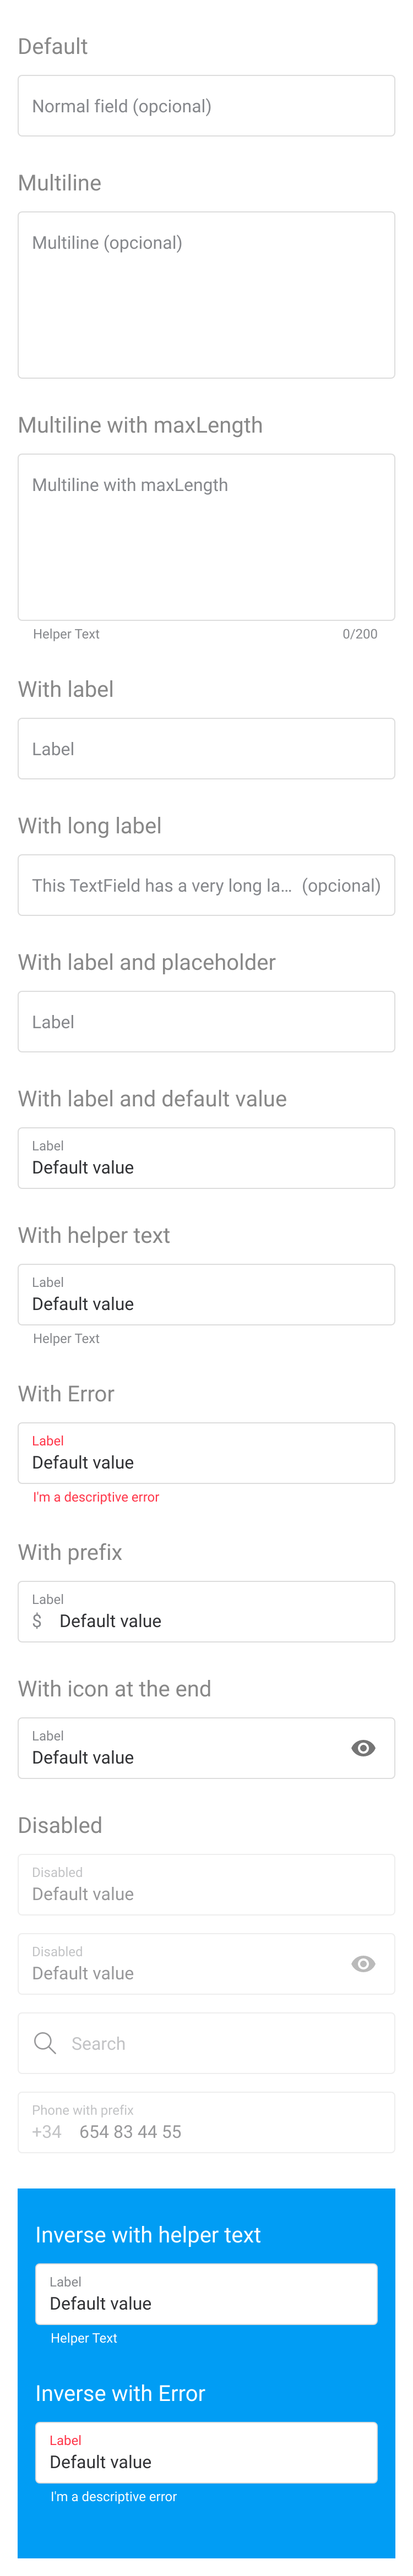 Default
Normal field (opcional)
Multiline
Multiline (opcional)
Multiline with maxLength
Multiline with maxLength
Helper Text 0/200
With label
Label
With long label
This TextField has a very long la... (opcional)
With label and placeholder
Label
With label and default value
Label
Default value
With helper text
Label
Default value
Helper Text
With Error
Label
Default value
I'm a descriptive error
With prefix
Label
$ Default value
With icon at the end
Label
Default value
Disabled
Disabled
Default value
Disabled
Default value
Search
Phone with prefix
+34 654 83 44 55
Inverse with helper text
Label
Default value
Helper Text
Inverse with Error
Label
Default value
I'm a descriptive error